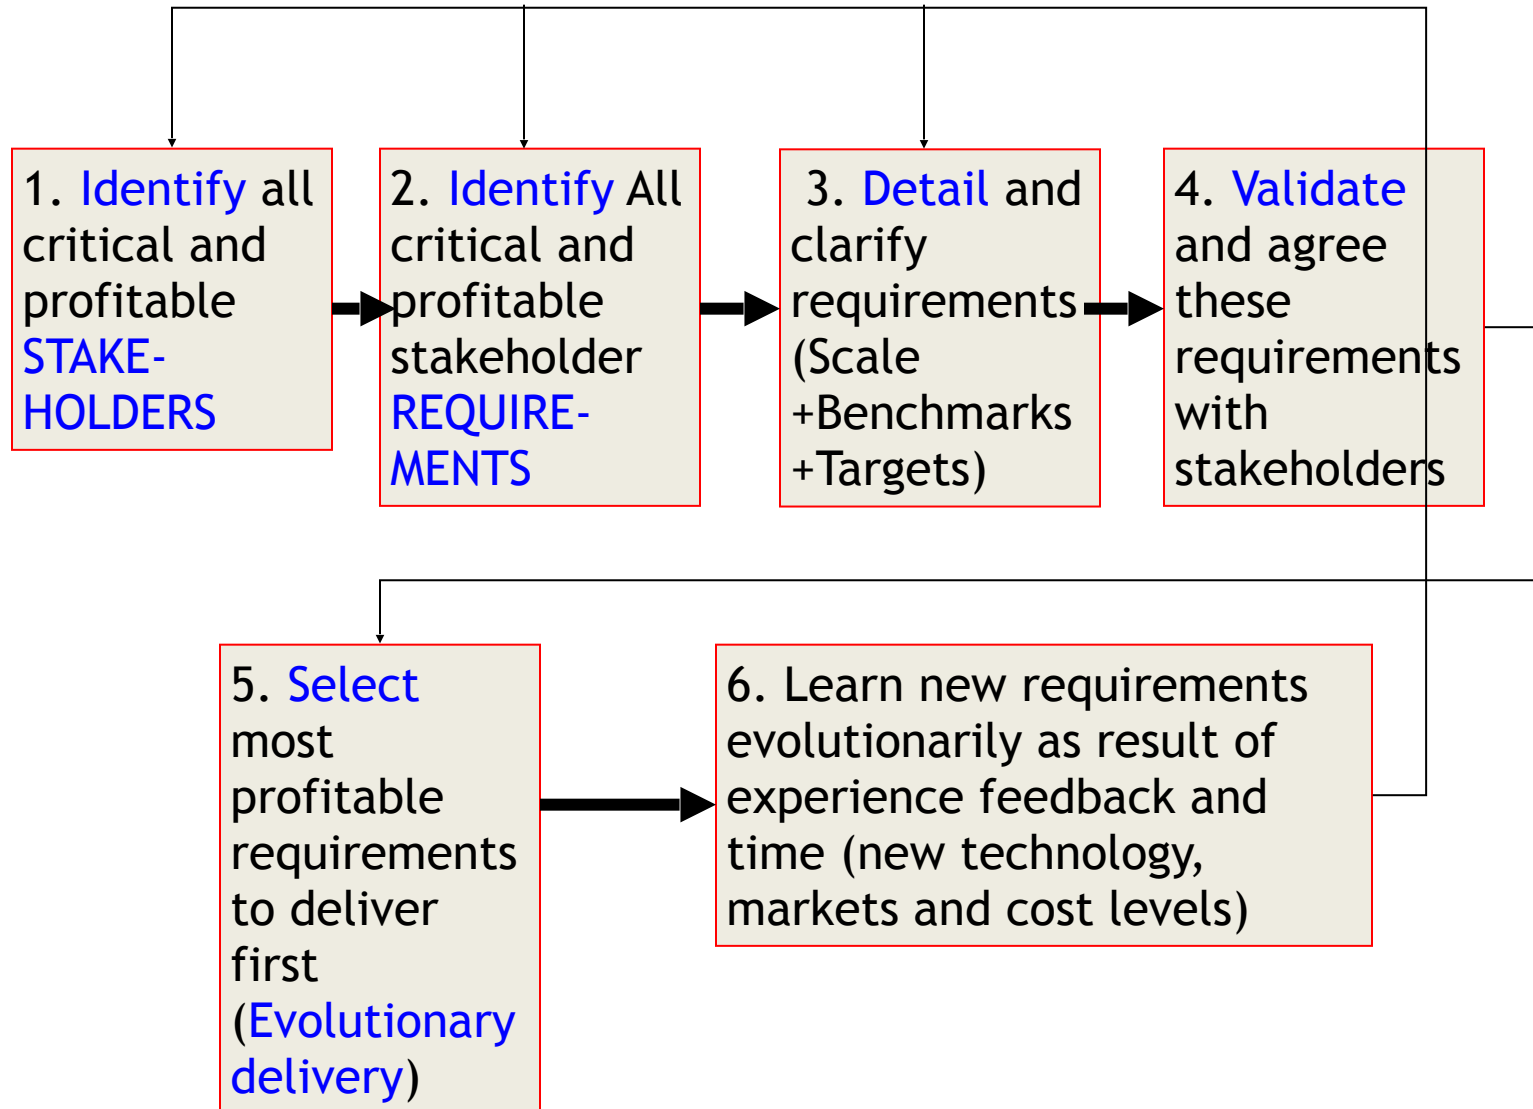 1. Identify all
critical and
profitable
STAKE-
HOLDERS
2. Identify All
critical and
profitable
stakeholder
REQUIRE-
MENTS
3. Detail and
clarify
requirements
(Scale
+Benchmarks
+Targets)
4. Validate
and agree
these
requirements
with
stakeholders
5. Select
most
profitable
requirements
to deliver
first
(Evolutionary
delivery)
6. Learn new requirements
evolutionarily as result of
experience feedback and
time (new technology,
markets and cost levels)